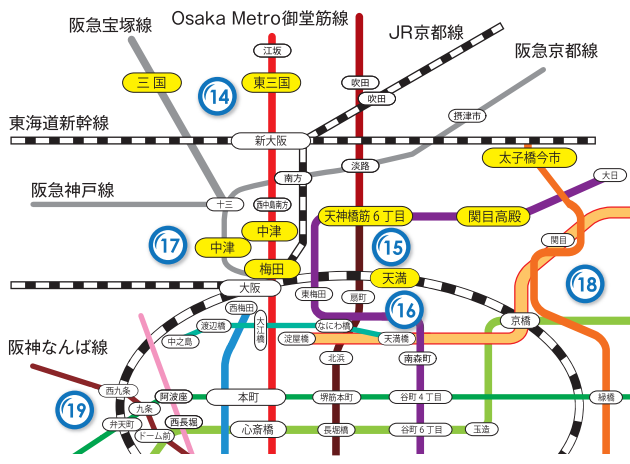 阪急宝塚線
Osaka Metro御堂筋線
JR京都線
阪急京都線
江坂
三国
14
東三国
吹田
吹田
摂津市
東海道新幹線
新大阪
太子橋今市
淡路
南方
大日
阪急神戸線
十三
西中島南方
天神橋筋６丁目
関目高殿
中津
17
中津
15
関目
梅田
天満
18
大阪
東梅田
扇町
西梅田
16
大江橋
渡辺橋
なにわ橋
京橋
中之島
淀屋橋
天満橋
阪神なんば線
北浜
南森町
西九条
阿波座
本町
堺筋本町
谷町４丁目
緑橋
19
九条
弁天町
西長堀
ドーム前
心斎橋
長堀橋
谷町６丁目
玉造